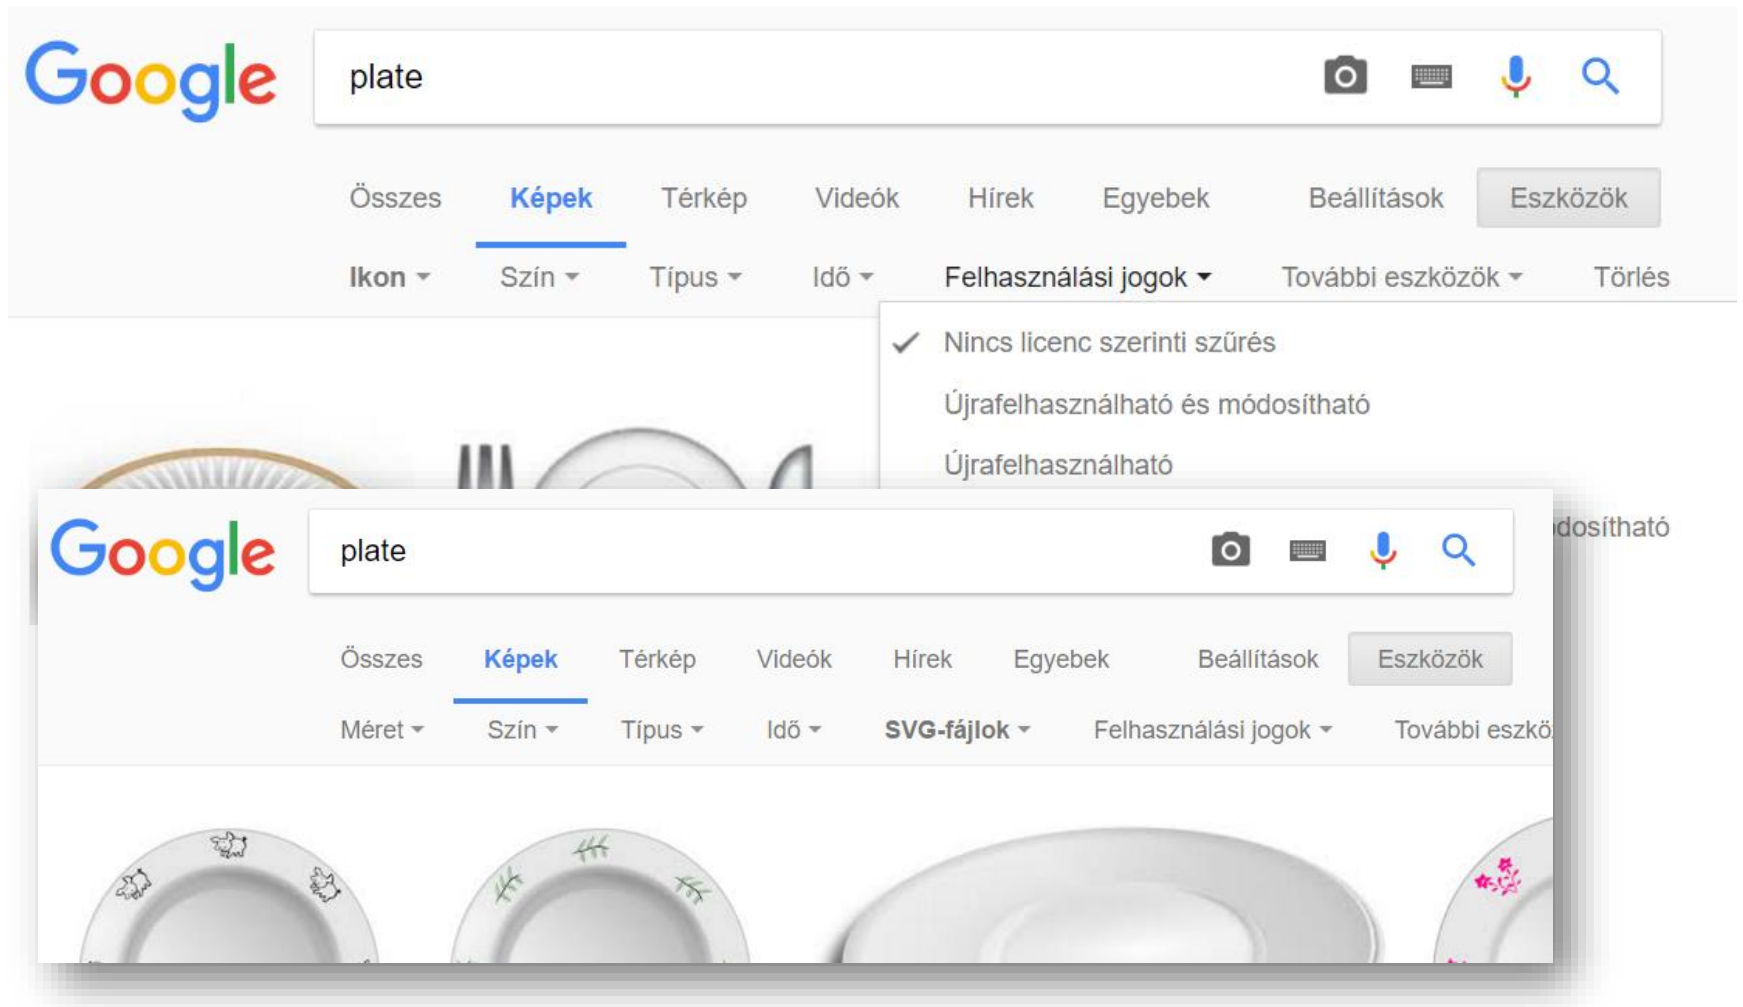 Google plate
Összes Képek Térkép Videók Hírek Egyebek Beállítások Eszközök
Ikon Szín Típus Idő Felhasználási jogok További eszközök Törlés
Nincs licenc szerinti szűrés
Újrafelhasználható és módosítható
Újrafelhasználható
Google plate
Összes Képek Térkép Videók Hírek Egyebek Beállítások Eszközök
Méret Szín Típus Idő SVG-fájlok Felhasználási jogok További